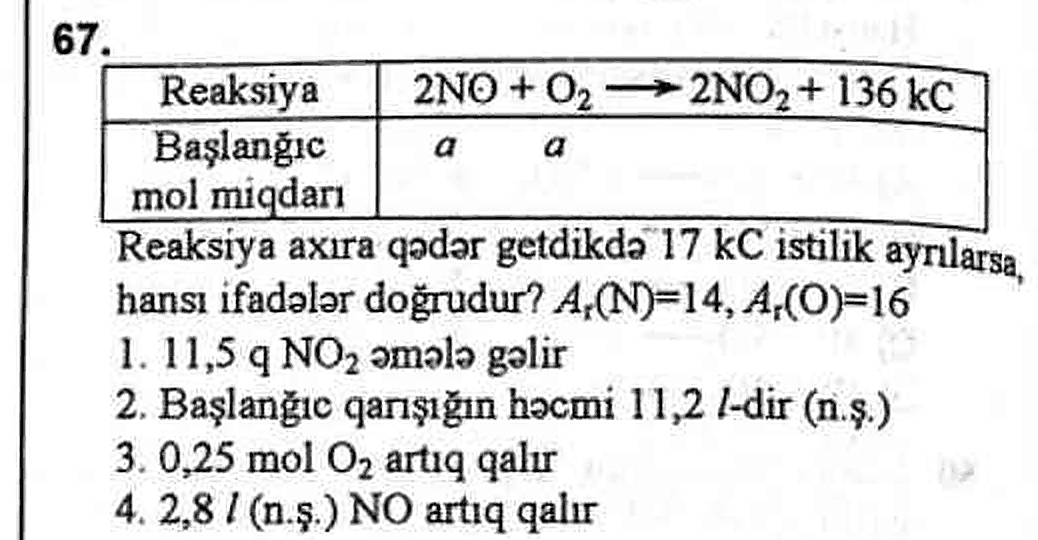 67.
Reaksiya 2NO + O₂ ⟶ 2NO₂ + 136 kC
Başlanğıc a a
mol miqdarı
Reaksiya axıra qədər getdikdə 17 kC istilik ayrılarsa,
hansı ifadələr doğrudur? Aᵣ(N)=14, Aᵣ(O)=16
1. 11,5 q NO₂ əmələ gəlir
2. Başlanğıc qarışığın həcmi 11,2 l-dir (n.ş.)
3. 0,25 mol O₂ artıq qalır
4. 2,8 l (n.ş.) NO artıq qalır